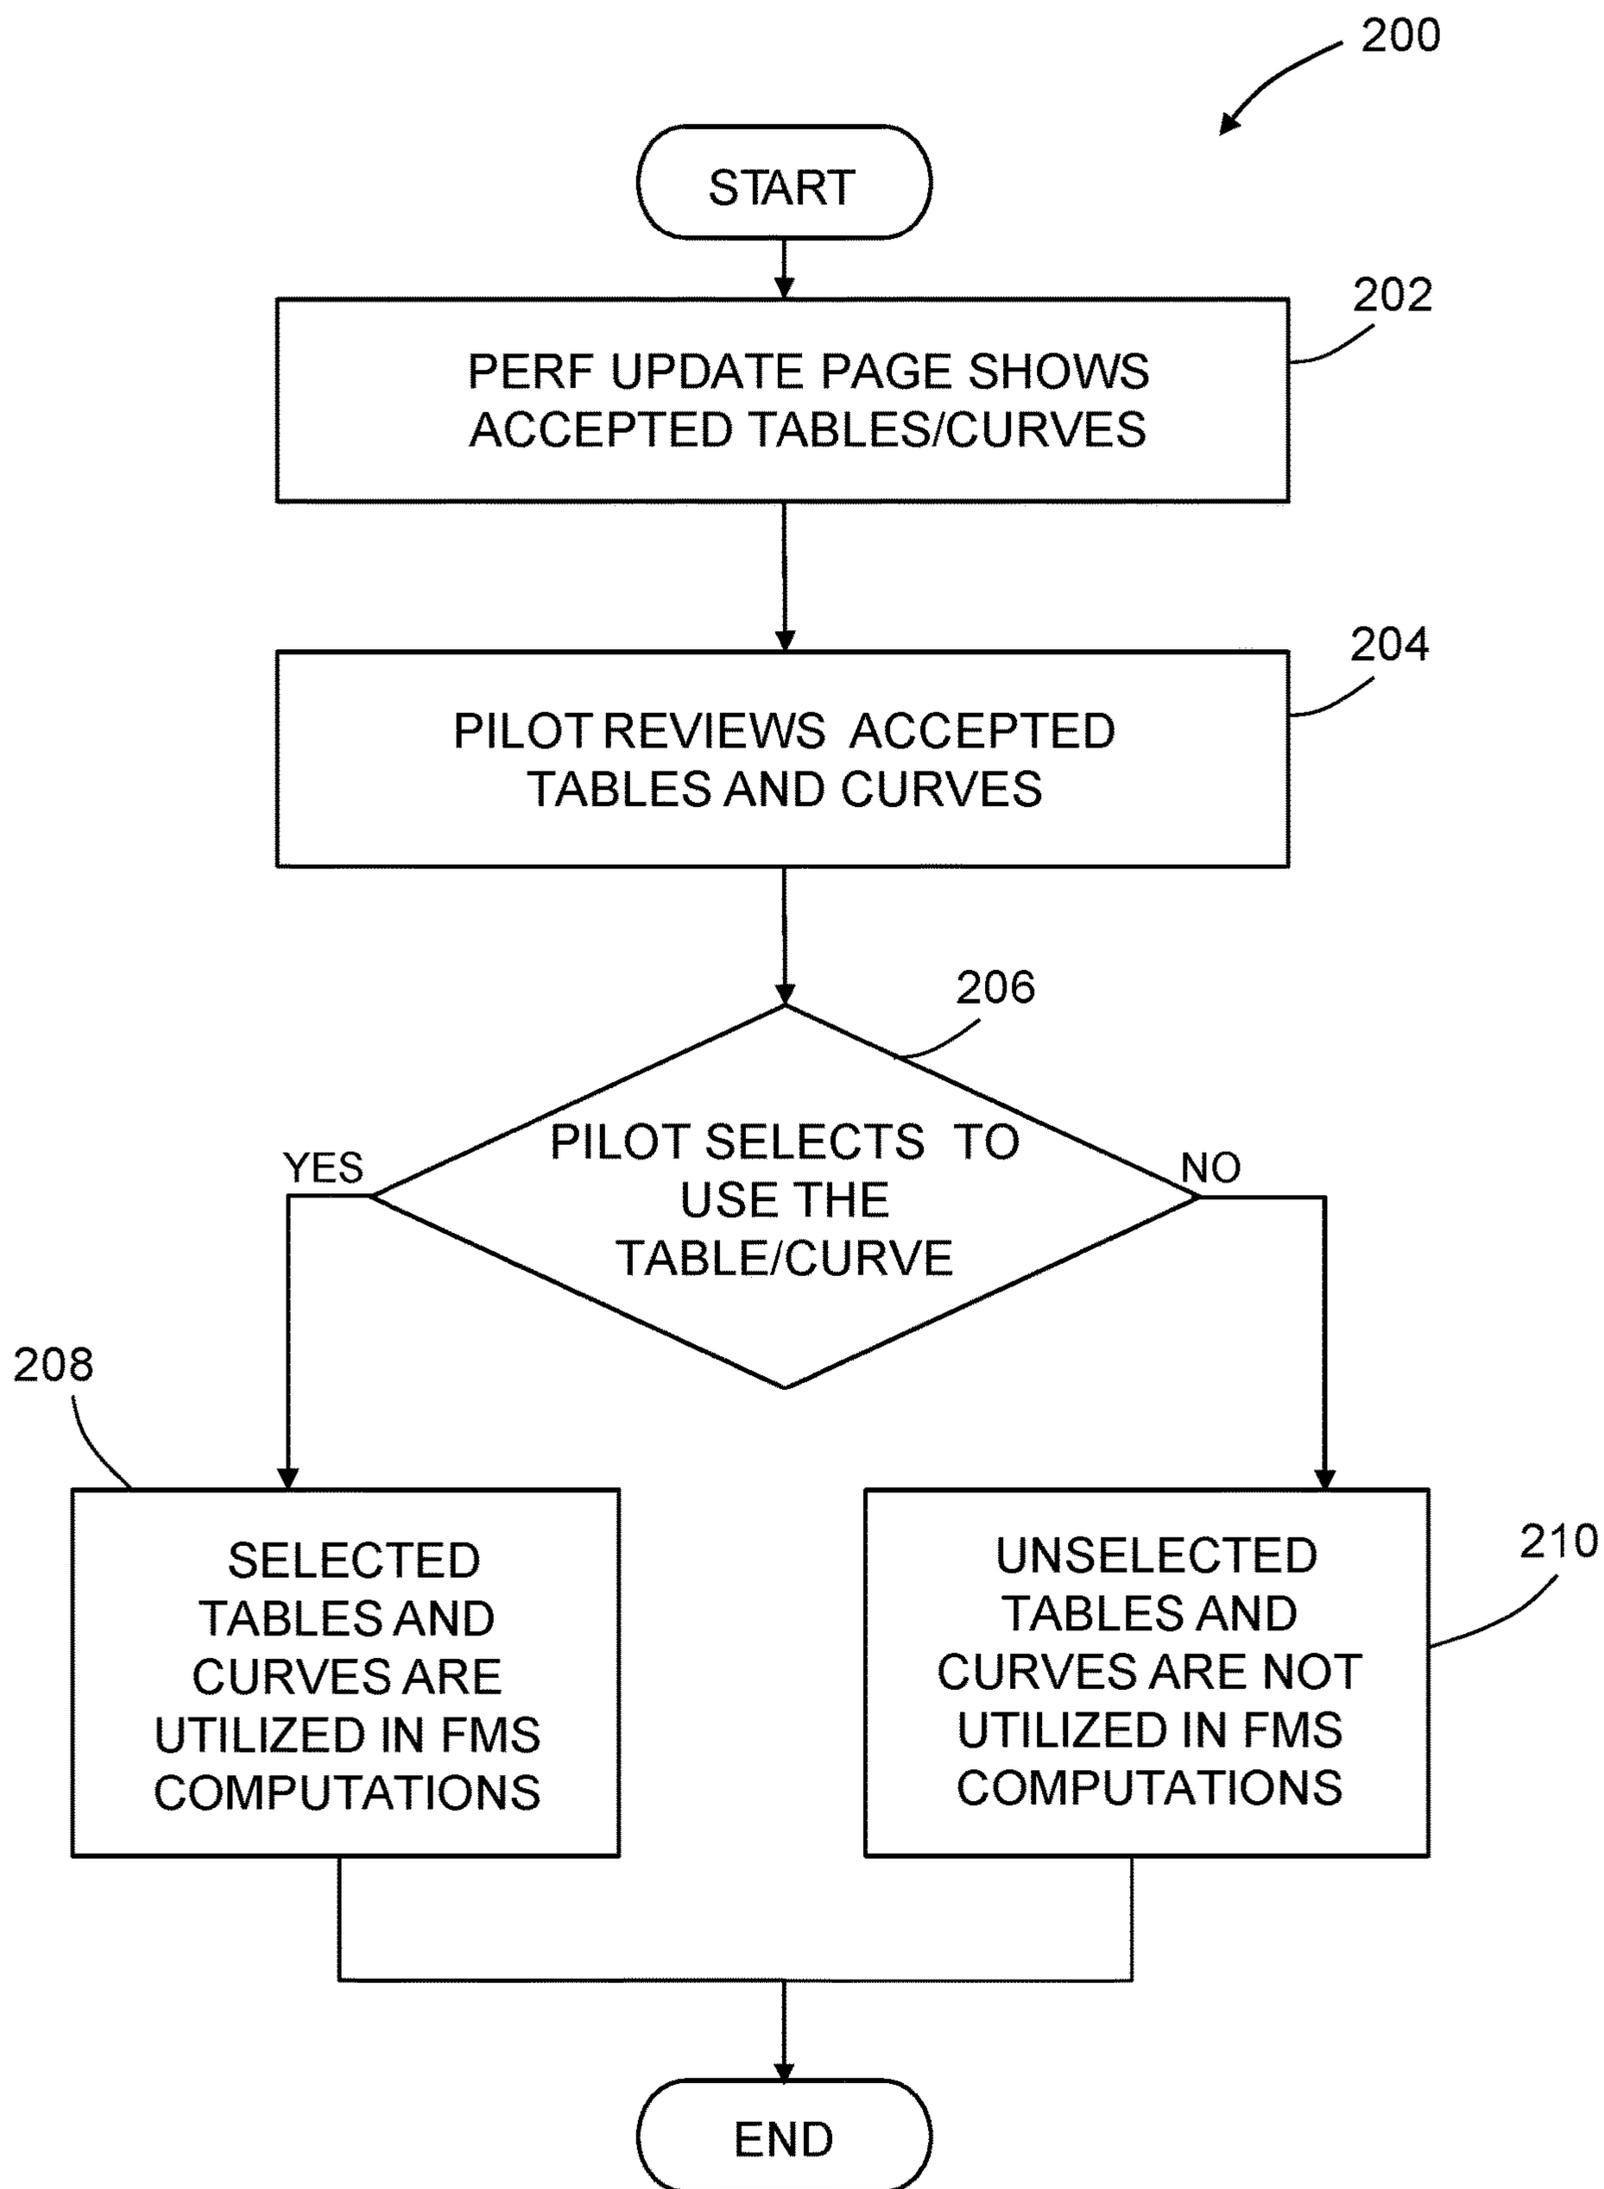 200
START
202
PERF UPDATE PAGE SHOWS
ACCEPTED TABLES/CURVES
204
PILOT REVIEWS ACCEPTED
TABLES AND CURVES
206
PILOT SELECTS TO
USE THE
TABLE/CURVE
YES
NO
208
SELECTED
TABLES AND
CURVES ARE
UTILIZED IN FMS
COMPUTATIONS
210
UNSELECTED
TABLES AND
CURVES ARE NOT
UTILIZED IN FMS
COMPUTATIONS
END